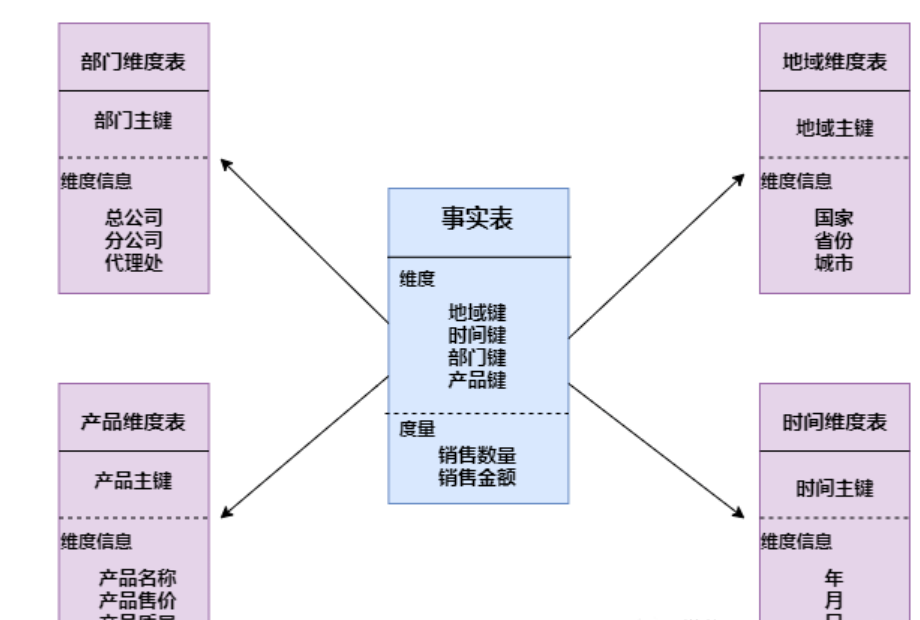 部门维度表
部门主键
维度信息
总公司
分公司
代理处
地域维度表
地域主键
维度信息
国家
省份
城市
事实表
维度
地域键
时间键
部门键
产品键
度量
销售数量
销售金额
产品维度表
产品主键
维度信息
产品名称
产品售价
时间维度表
时间主键
维度信息
年
月